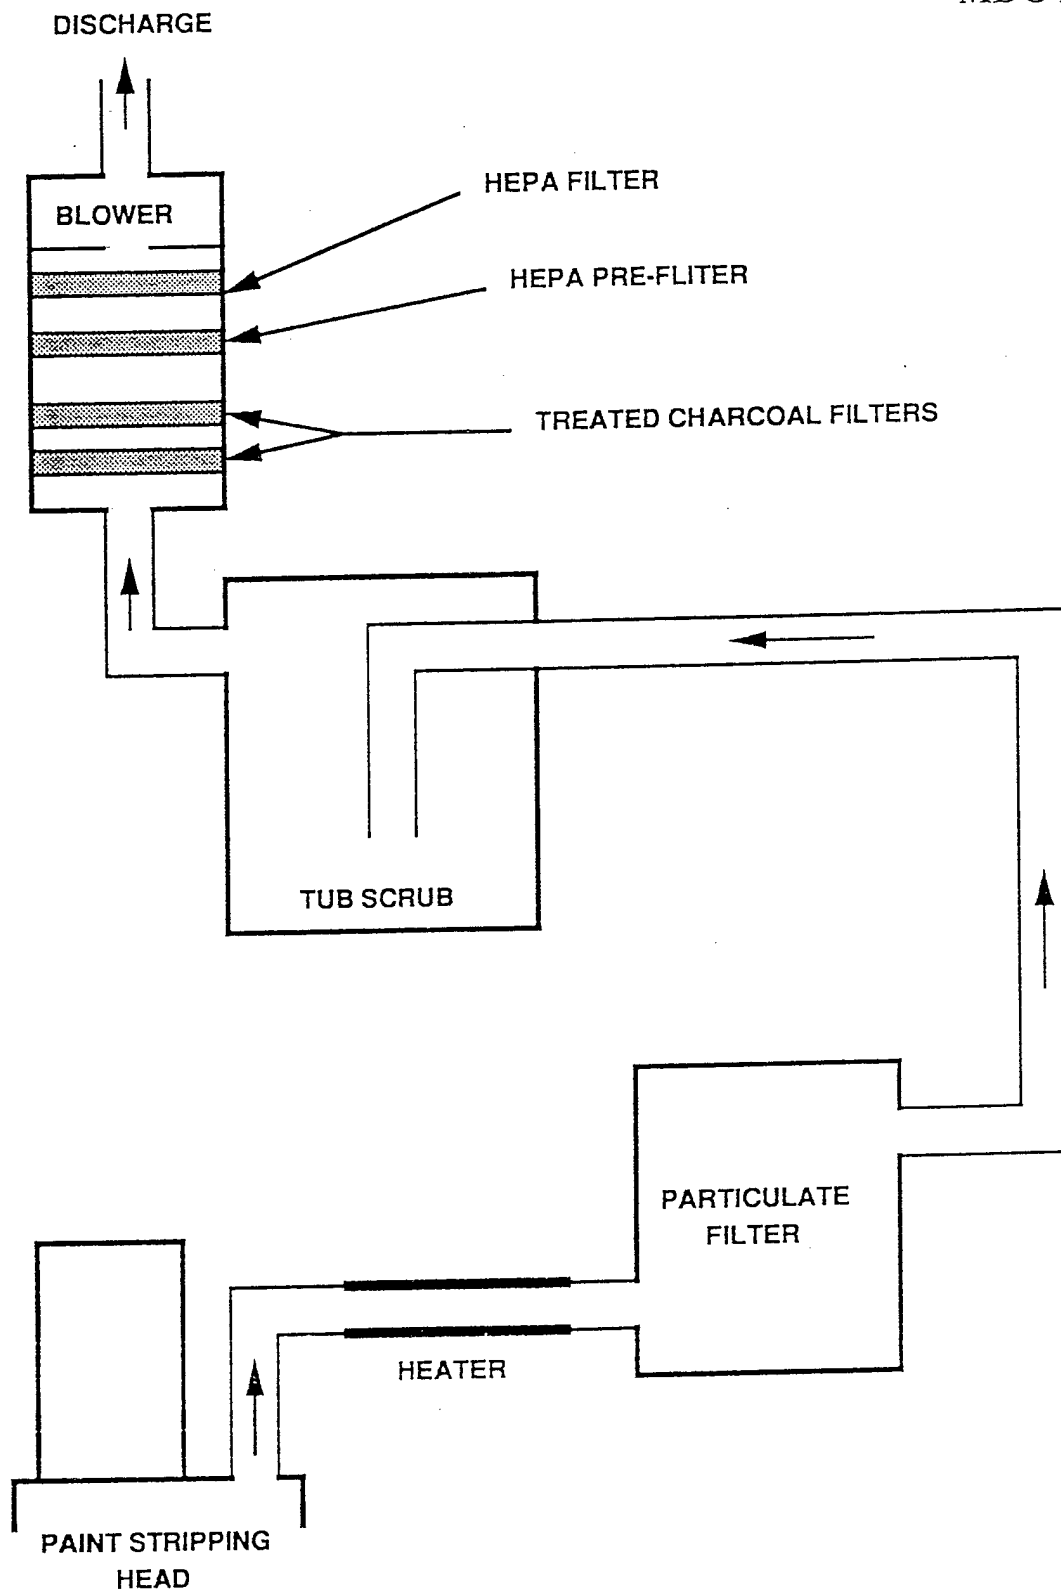 DISCHARGE
BLOWER
HEPA FILTER
HEPA PRE-FLITER
TREATED CHARCOAL FILTERS
TUB SCRUB
PARTICULATE
FILTER
HEATER
PAINT STRIPPING
HEAD